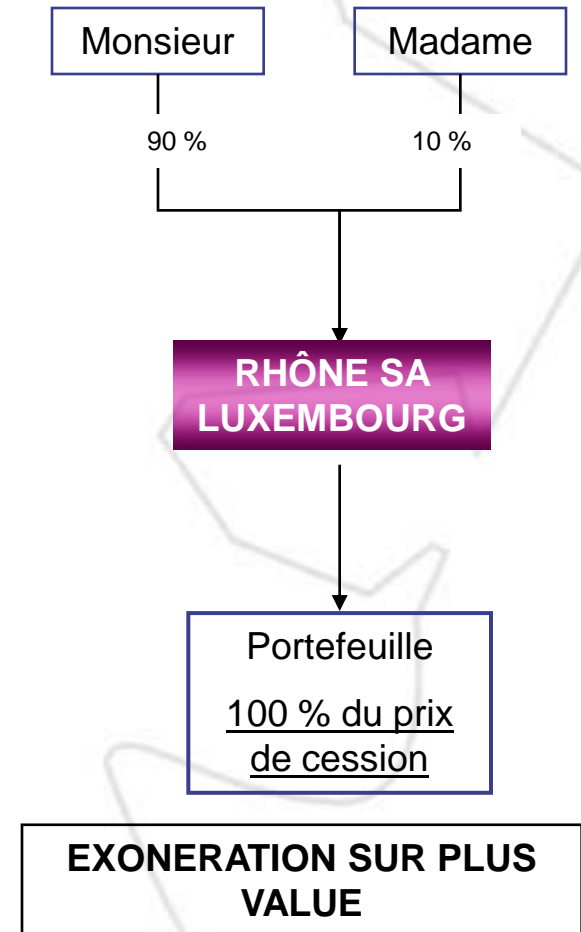 Monsieur
Madame
90 %
10 %
RHÔNE SA
LUXEMBOURG
Portefeuille
100 % du prix
de cession
EXONERATION SUR PLUS
VALUE